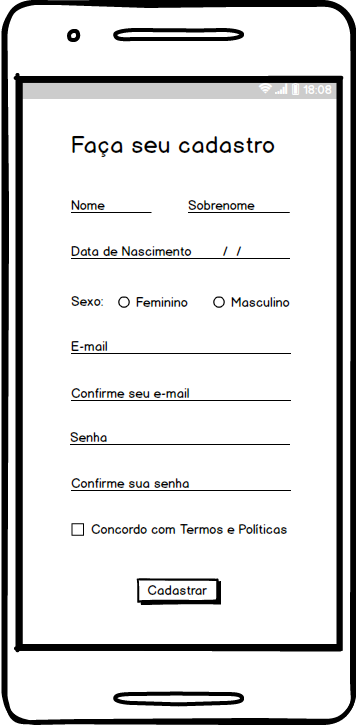 18:08
Faça seu cadastro
Nome Sobrenome
Data de Nascimento / /
Sexo: Feminino Masculino
E-mail
Confirme seu e-mail
Senha
Confirme sua senha
Concordo com Termos e Políticas
Cadastrar